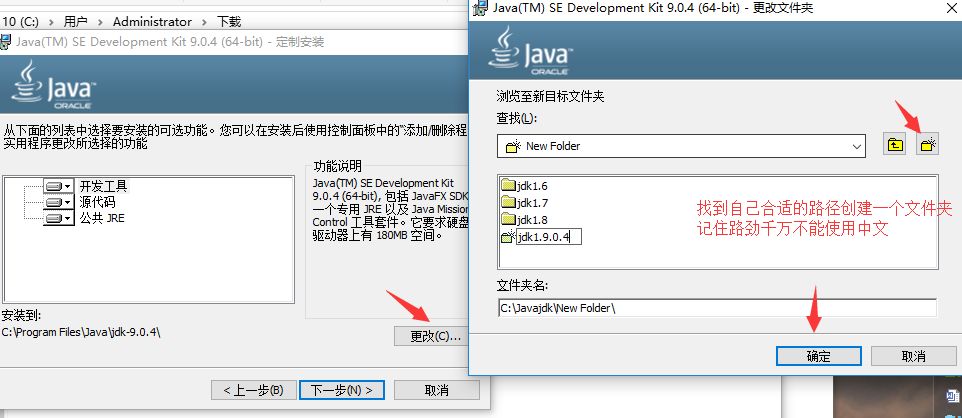 10 (C:) › 用户 › Administrator › 下载
Java(TM) SE Development Kit 9.0.4 (64-bit) - 定制安装
Java™
ORACLE
从下面的列表中选择要安装的可选功能。您可以在安装后使用控制面板中的"添加/删除程
实用程序更改所选择的功能
开发工具
源代码
公共 JRE
功能说明
Java(TM) SE Development Kit
9.0.4 (64-bit), 包括 JavaFX SDK
一个专用 JRE 以及 Java Mission
Control 工具套件。它要求硬盘
驱动器上有 180MB 空间。
安装到:
C:\Program Files\Java\jdk-9.0.4\
更改(C)...
< 上一步(B)
下一步(N) >
取消
Java(TM) SE Development Kit 9.0.4 (64-bit) - 更改文件夹
Java™
ORACLE
浏览至新目标文件夹
查找(L):
New Folder
jdk1.6
jdk1.7
jdk1.8
jdk1.9.0.4
找到自己合适的路径创建一个文件夹
记住路劲千万不能使用中文
文件夹名:
C:\Javajdk\New Folder\
确定
取消